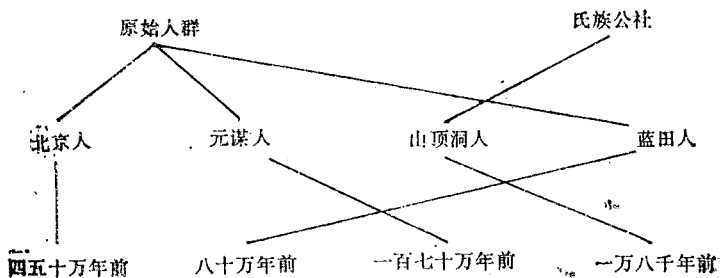 原始人群 氏族公社
北京人 元谋人 山顶洞人 蓝田人
四五十万年前 八十万年前 一百七十万年前 一万八千年前